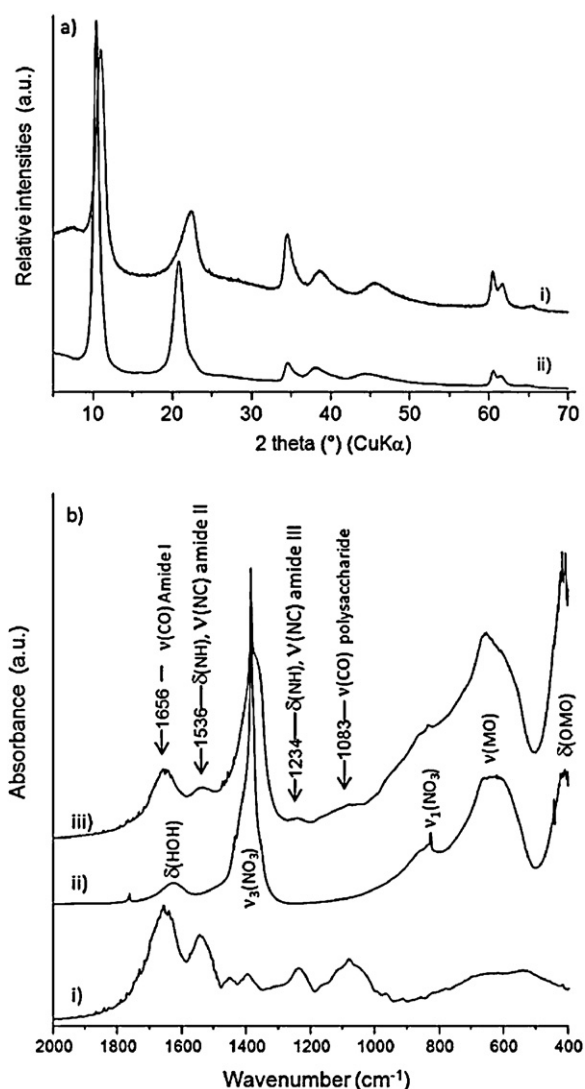 a)
Relative intensities (a.u.)
i)
ii)
10 20 30 40 50 60 70
2 theta (°) (CuKα)
b)
Absorbance (a.u.)
1656 — ν(CO) Amide I
1536—δ(NH), ν(NC) amide II
1234—δ(NH), ν(NC) amide III
1083—ν(CO) polysaccharide
ν(MO)
δ(OMO)
ν₁(NO₃)
iii)
δ(HOH)
ii)
ν₃(NO₃)
i)
2000 1800 1600 1400 1200 1000 800 600 400
Wavenumber (cm⁻¹)